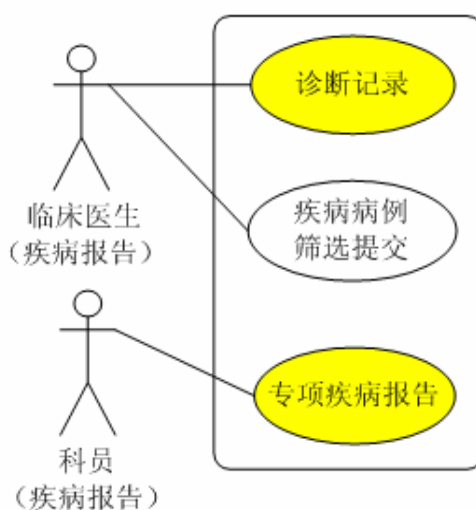 诊断记录
疾病病例
筛选提交
临床医生
（疾病报告）
专项疾病报告
科员
（疾病报告）